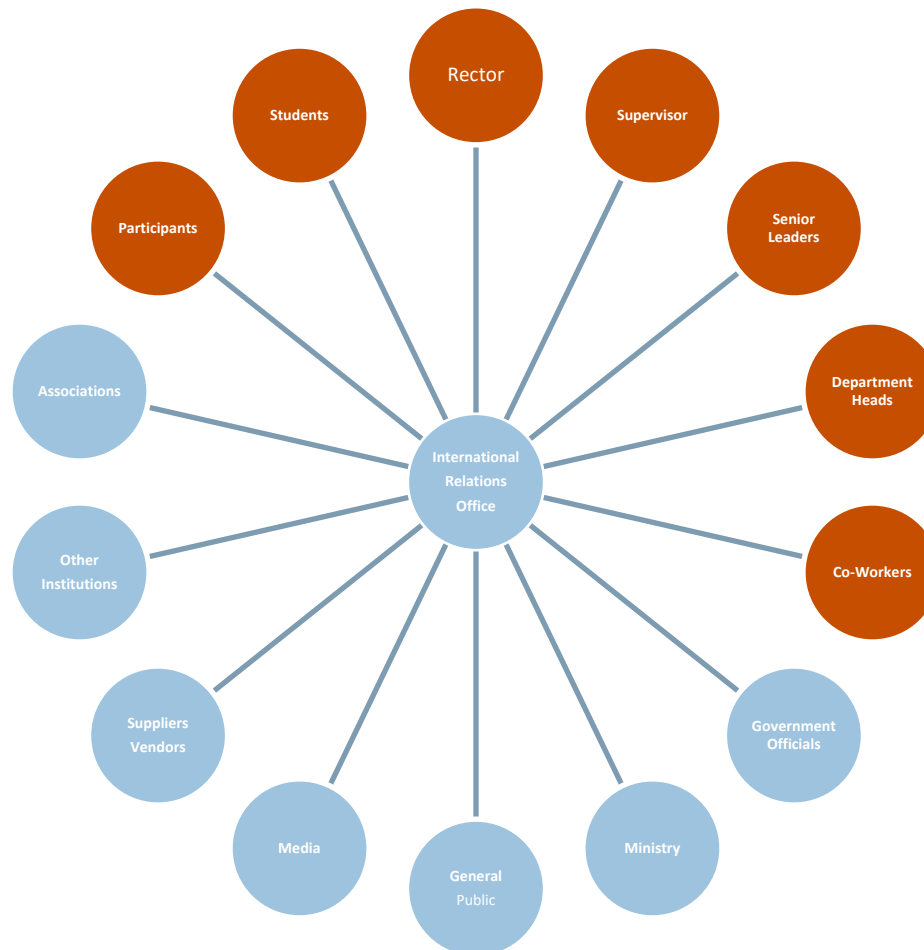 Rector
Students
Supervisor
Participants
Senior
Leaders
Associations
Department
Heads
International
Relations
Office
Other
Institutions
Co-Workers
Suppliers
Vendors
Government
Officials
Media
Ministry
General
Public